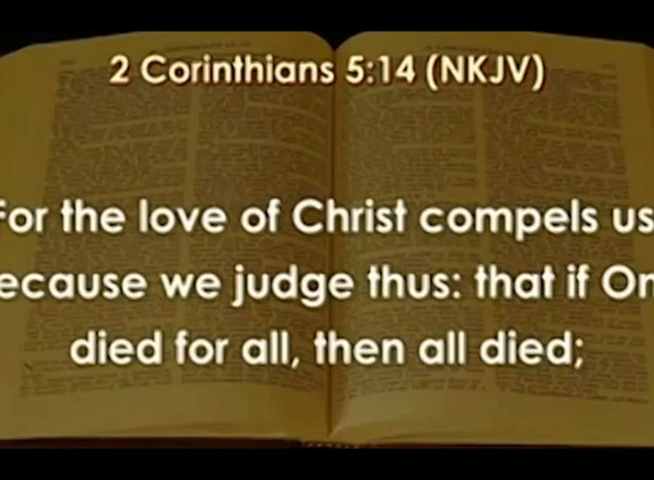 2 Corinthians 5:14 (NKJV)
For the love of Christ compels us
ecause we judge thus: that if On
died for all, then all died;